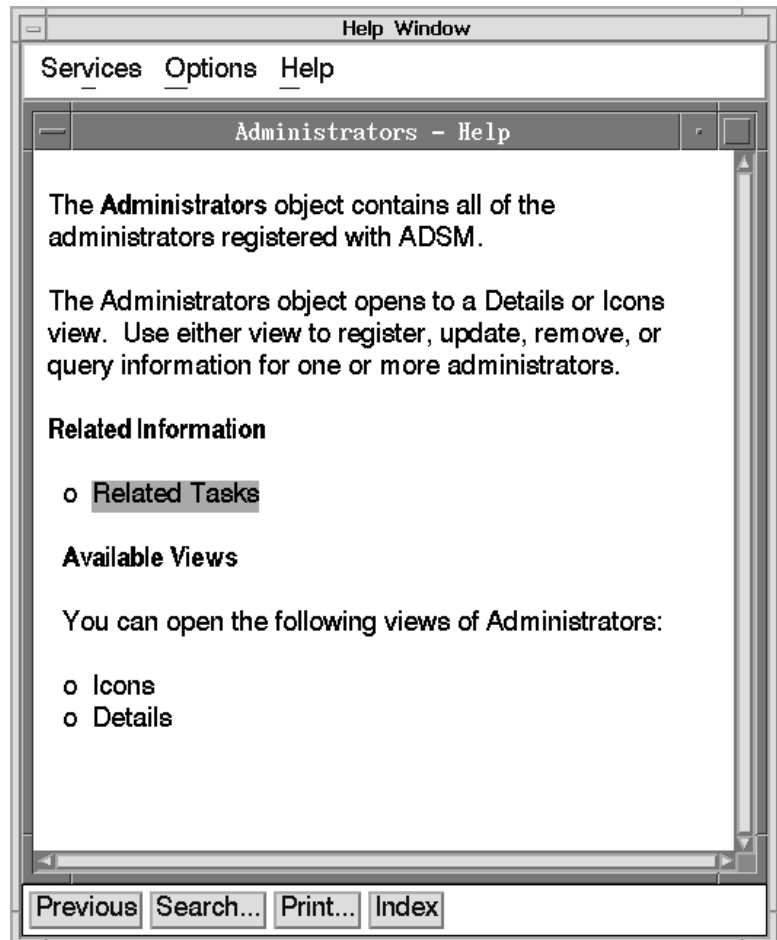 Help Window
Services Options Help
Administrators - Help
The Administrators object contains all of the
administrators registered with ADSM.
The Administrators object opens to a Details or Icons
view. Use either view to register, update, remove, or
query information for one or more administrators.
Related Information
o Related Tasks
Available Views
You can open the following views of Administrators:
o Icons
o Details
Previous Search... Print... Index